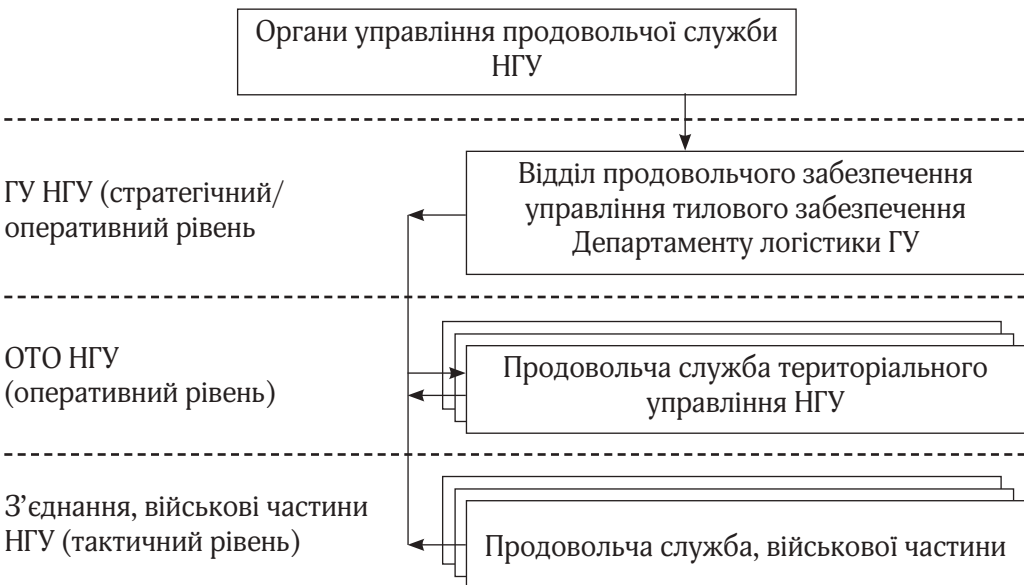 Органи управління продовольчої служби
НГУ
ГУ НГУ (стратегічний/
оперативний рівень
Відділ продовольчого забезпечення
управління тилового забезпечення
Департаменту логістики ГУ
ОТО НГУ
(оперативний рівень)
Продовольча служба територіального
управління НГУ
З’єднання, військові частини
НГУ (тактичний рівень)
Продовольча служба, військової частини